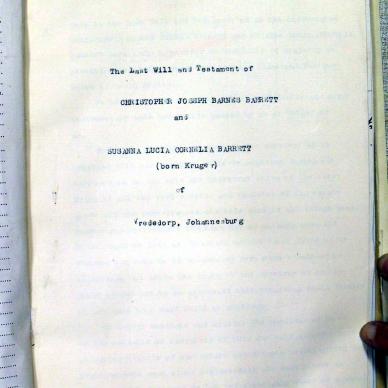 The Last Will and Testament of
CHRISTOPHER JOSEPH BARNES BARRETT
and
SUSANNA LUCIA CORNELIA BARRETT
(born Kruger)
of
Vrededorp, Johannesburg